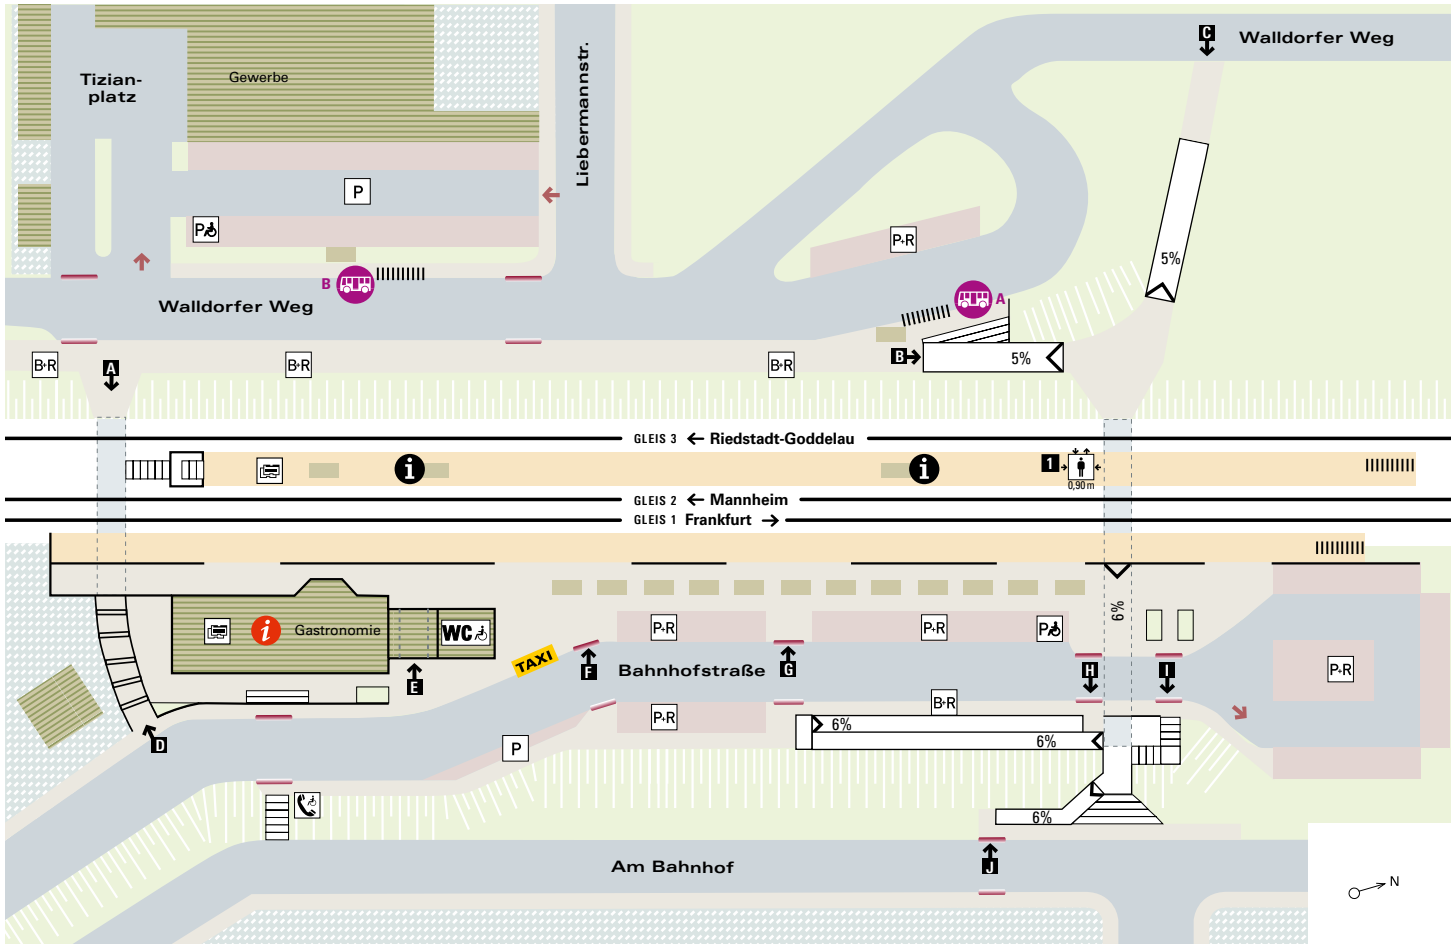 C
Walldorfer Weg
Tizian-
platz
Gewerbe
Liebermannstr.
P
P
P+R
5%
B
A
Walldorfer Weg
B+R
A
B+R
B+R
B
5%
GLEIS 3 ← Riedstadt-Goddelau
i
i
1
0,90 m
GLEIS 2 ← Mannheim
GLEIS 1 Frankfurt →
6%
i
Gastronomie
WC
P+R
P+R
P
TAXI
F
Bahnhofstraße
G
H
I
P+R
E
B+R
D
P+R
P
6%
6%
6%
Am Bahnhof
J
N